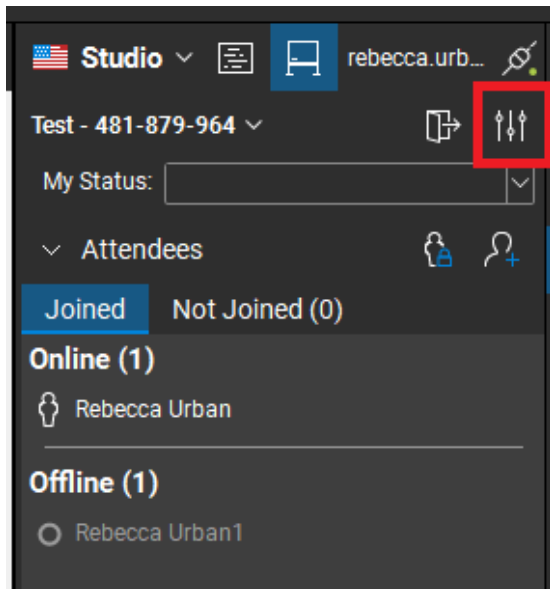 Studio rebecca.urb...
Test - 481-879-964
My Status:
Attendees
Joined Not Joined (0)
Online (1)
Rebecca Urban
Offline (1)
Rebecca Urban1